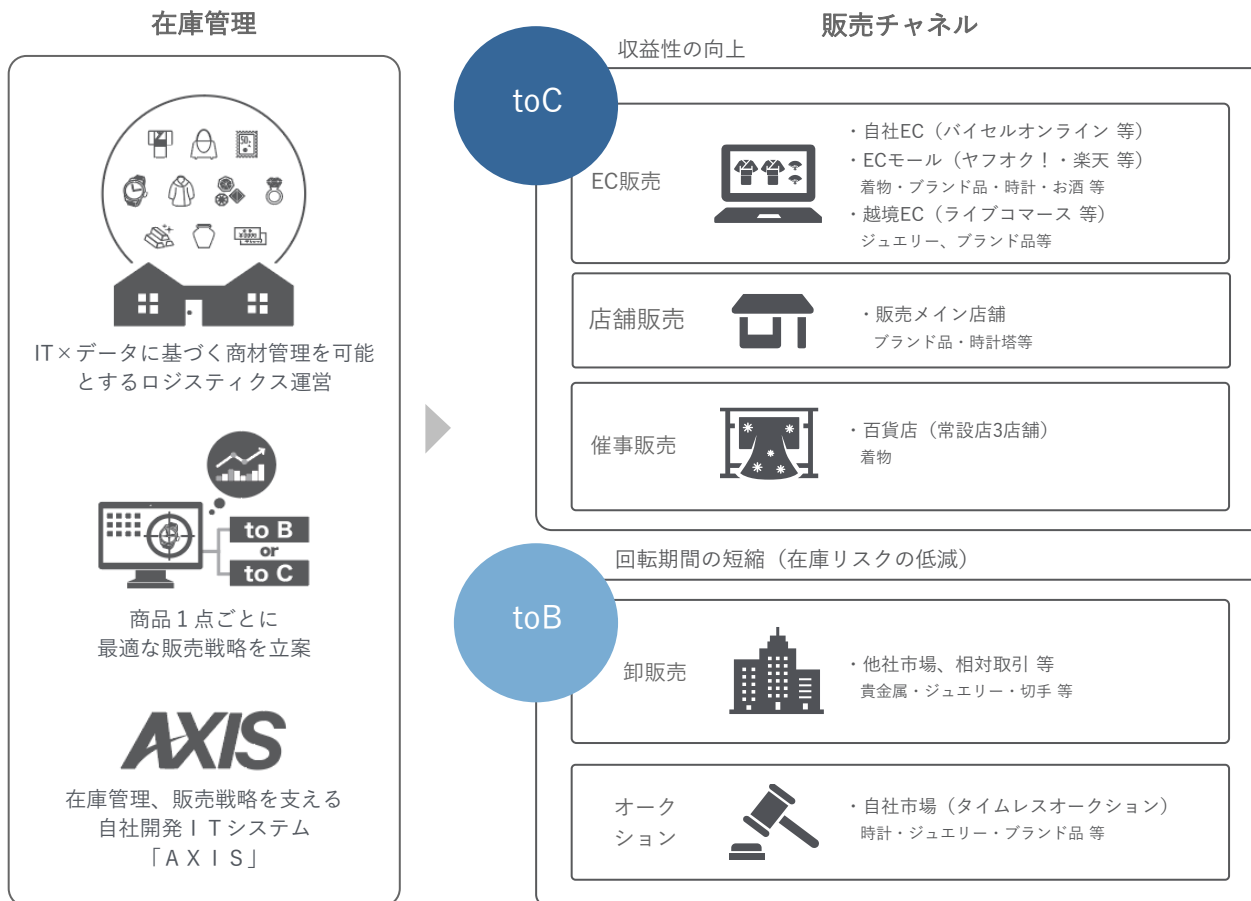 在庫管理
IT×データに基づく商材管理を可能
とするロジスティクス運営
to B
or
to C
商品１点ごとに
最適な販売戦略を立案
AXIS
在庫管理、販売戦略を支える
自社開発ＩＴシステム
「ＡＸＩＳ」
販売チャネル
toC
収益性の向上
EC販売
・自社EC（バイセルオンライン 等）
・ECモール（ヤフオク！・楽天 等）
着物・ブランド品・時計・お酒 等
・越境EC（ライブコマース 等）
ジュエリー、ブランド品等
店舗販売
・販売メイン店舗
ブランド品・時計塔等
催事販売
・百貨店（常設店3店舗）
着物
toB
回転期間の短縮（在庫リスクの低減）
卸販売
・他社市場、相対取引 等
貴金属・ジュエリー・切手 等
オーク
ション
・自社市場（タイムレスオークション）
時計・ジュエリー・ブランド品 等